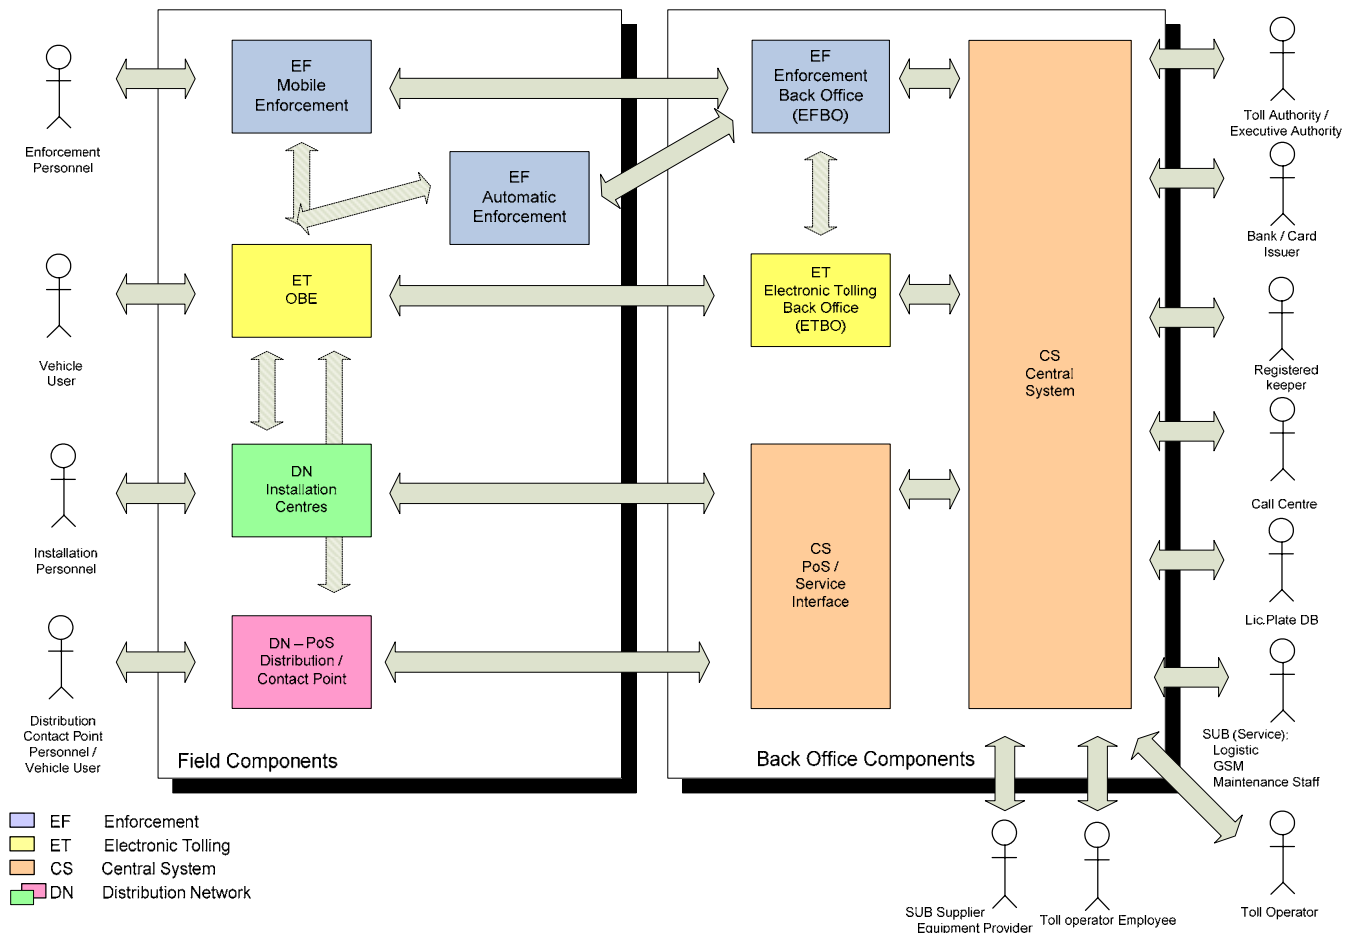 Enforcement
Personnel
Vehicle
User
Installation
Personnel
Distribution
Contact Point
Personnel /
Vehicle User
EF
Mobile
Enforcement
EF
Automatic
Enforcement
ET
OBE
DN
Installation
Centres
DN – PoS
Distribution /
Contact Point
Field Components
EF
Enforcement
Back Office
(EFBO)
ET
Electronic Tolling
Back Office
(ETBO)
CS
PoS /
Service
Interface
CS
Central
System
Back Office Components
Toll Authority /
Executive Authority
Bank / Card
Issuer
Registered
keeper
Call Centre
Lic.Plate DB
SUB (Service):
Logistic
GSM
Maintenance Staff
Toll Operator
SUB Supplier
Equipment Provider
Toll operator Employee
EF Enforcement
ET Electronic Tolling
CS Central System
DN Distribution Network